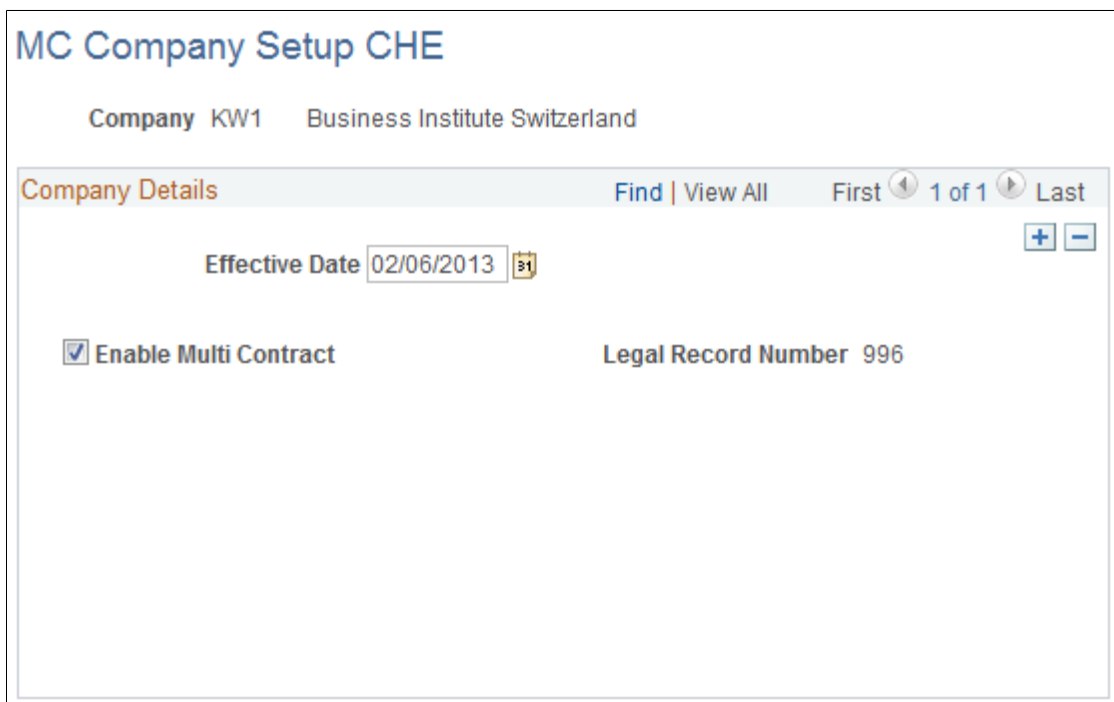 MC Company Setup CHE
Company KW1 Business Institute Switzerland
Company Details Find | View All First 1 of 1 Last
Effective Date 02/06/2013 31
Enable Multi Contract Legal Record Number 996